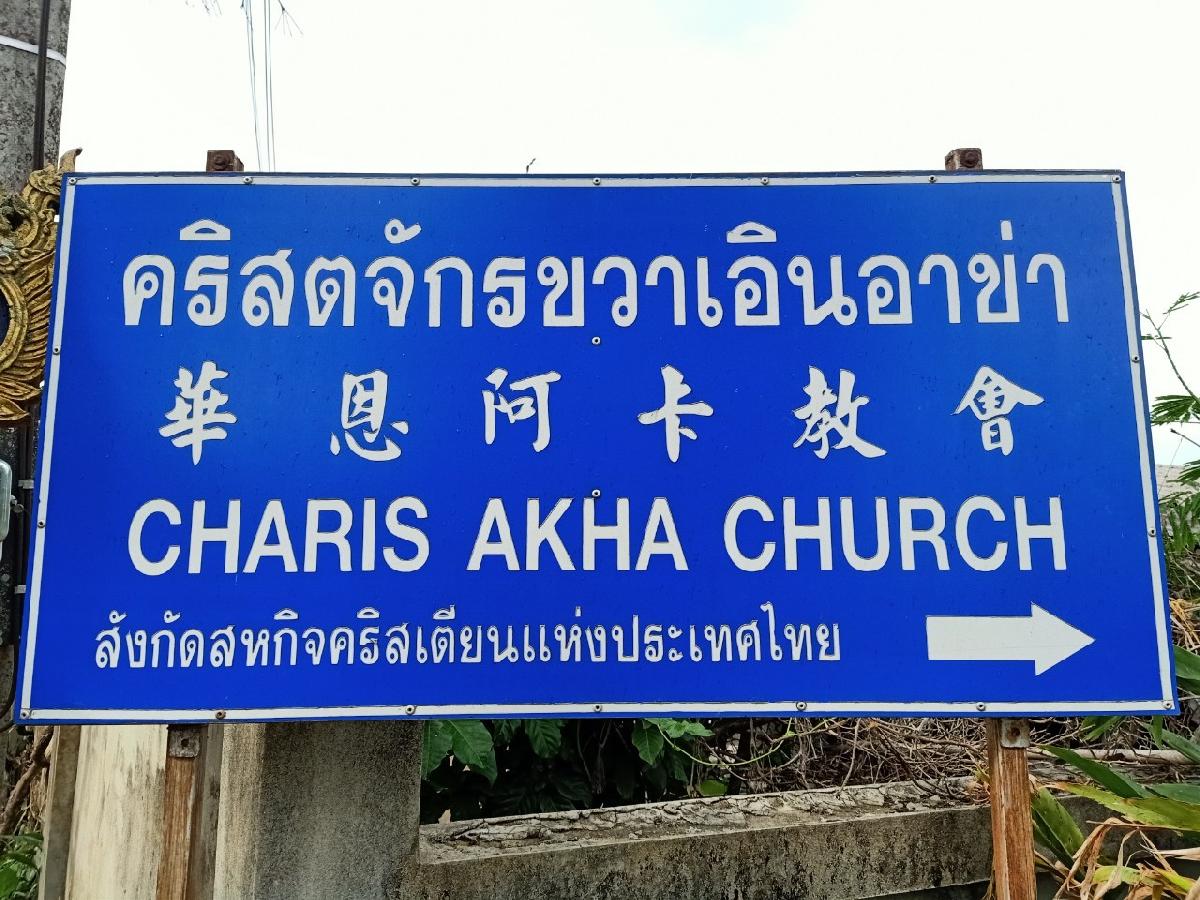 คริสตจักรขวาเอินอาข่า
華恩阿卡教會
CHARIS AKHA CHURCH
สังกัดสหกิจคริสเตียนแห่งประเทศไทย